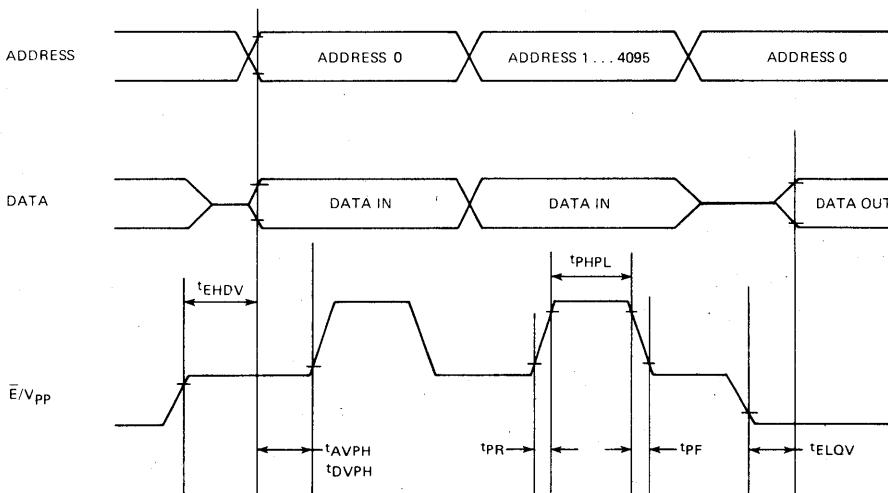 ADDRESS
ADDRESS 0
ADDRESS 1 . . . 4095
ADDRESS 0
DATA
DATA IN
DATA IN
DATA OUT
tEHDV
tPHPL
E̅/VPP
tAVPH
tDVPH
tPR
tPF
tELQV